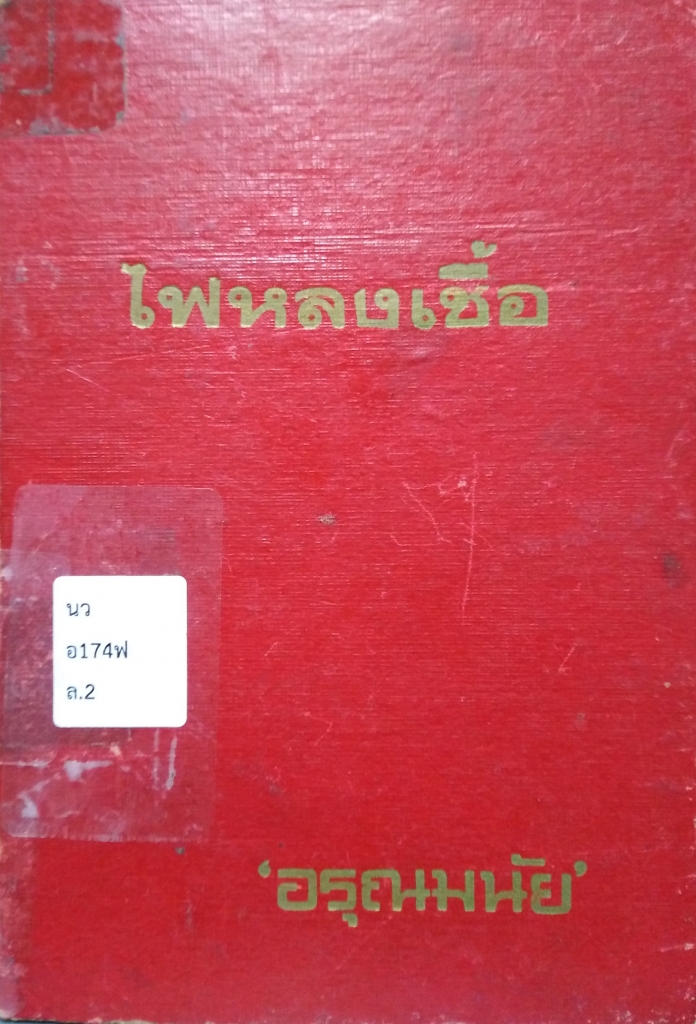 ไฟหลงเชื้อ
นว
อ174ฟ
ล.2
‘อรุณมนัย’